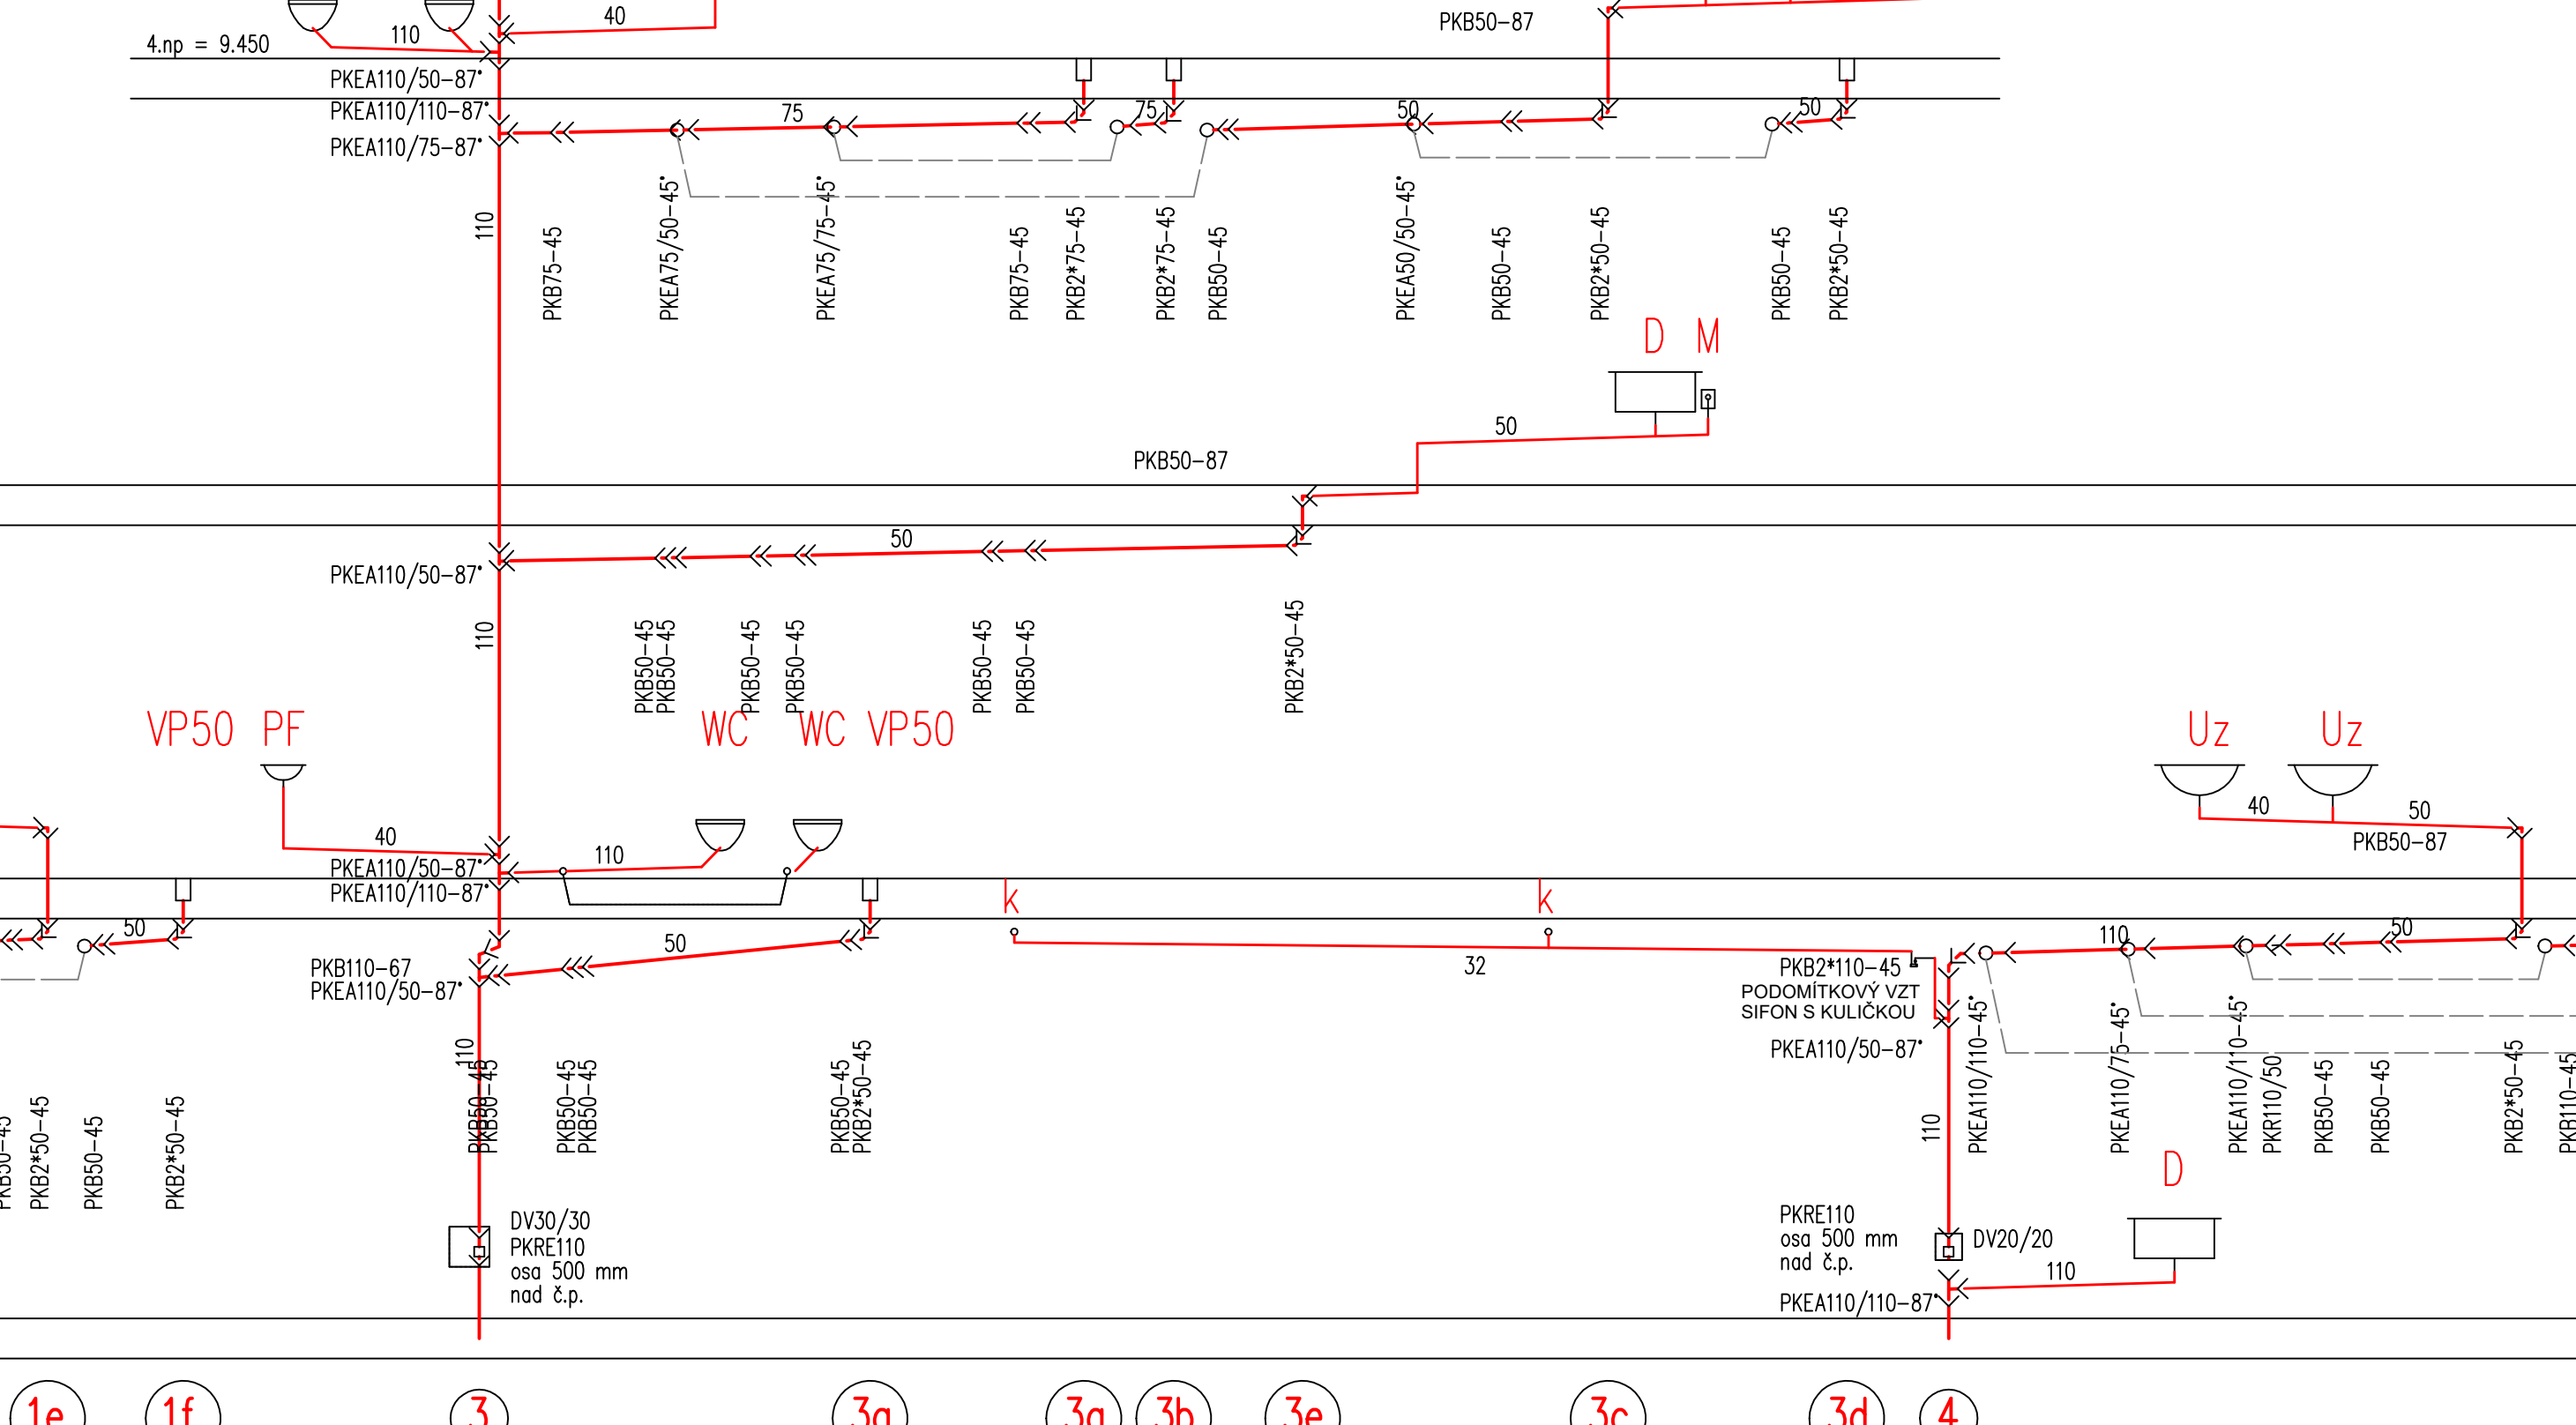 40
PKB50-87
110
4.np = 9.450
PKEA110/50-87°
PKEA110/110-87°
75
75
50
50
PKEA110/75-87°
110
PKB75-45
PKEA75/50-45°
PKEA75/75-45°
PKB75-45
PKB2*75-45
PKB2*75-45
PKB50-45
PKEA50/50-45°
PKB50-45
PKB2*50-45
PKB50-45
PKB2*50-45
D M
50
PKB50-87
50
PKEA110/50-87°
110
PKB50-45
PKB50-45
PKB50-45
PKB50-45
PKB50-45
PKB50-45
PKB2*50-45
VP50 PF
WC WC VP50
Uz Uz
40
50
40
PKB50-87
110
PKEA110/50-87°
PKEA110/110-87°
k
k
50
50
110
50
32
PKB110-67
PKEA110/50-87°
PKB2*110-45
PODOMÍTKOVÝ VZT
SIFON S KULIČKOU
PKEA110/50-87°
110
PKB50-45
PKB2*50-45
PKB50-45
PKB2*50-45
PKB50-45
PKB50-45
PKB50-45
PKB50-45
PKB50-45
PKB2*50-45
110
PKEA110/110-45°
PKEA110/75-45°
PKEA110/110-45°
PKR110/50
PKB50-45
PKB50-45
PKB2*50-45
PKB110-45
D
DV30/30
PKRE110
osa 500 mm
nad č.p.
PKRE110
osa 500 mm
nad č.p.
DV20/20
110
PKEA110/110-87°
1e 1f 3 3a 3a 3b 3e 3c 3d 4